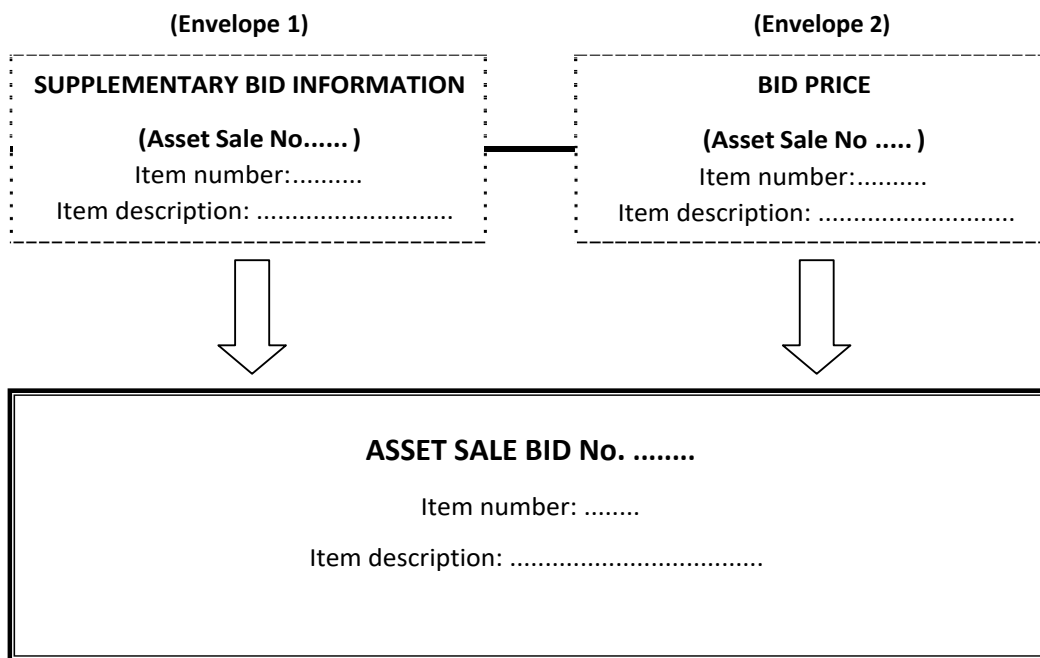 (Envelope 1)
SUPPLEMENTARY BID INFORMATION
(Asset Sale No...... )
Item number:..........
Item description: ............................
(Envelope 2)
BID PRICE
(Asset Sale No ..... )
Item number:..........
Item description: ............................
ASSET SALE BID No. ........
Item number: ........
Item description: ....................................